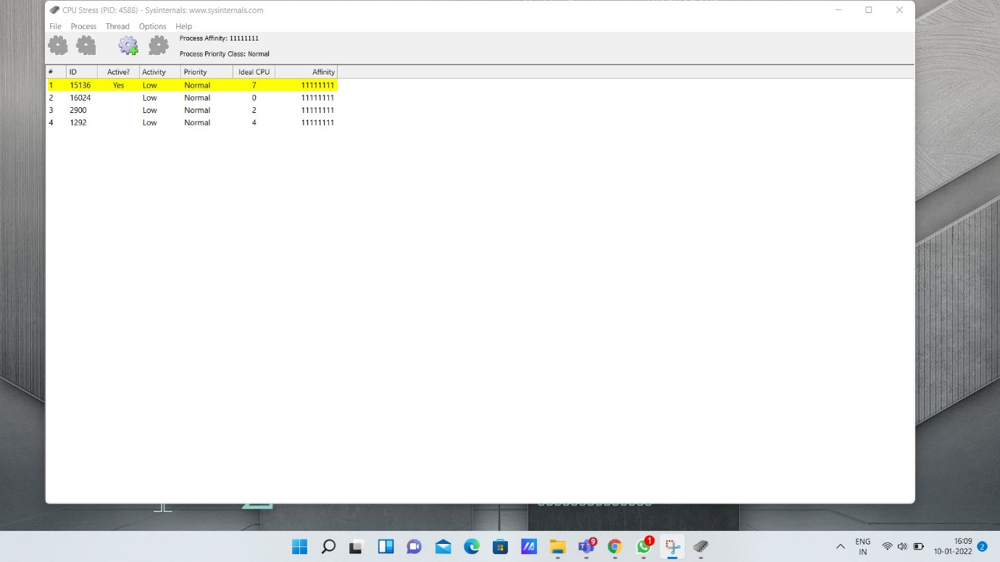 CPU Stress (PID: 4588) - Sysinternals: www.sysinternals.com
File Process Thread Options Help
Process Affinity: 11111111
Process Priority Class: Normal
# ID Active? Activity Priority Ideal CPU Affinity
1 15136 Yes Low Normal 7 11111111
2 16024 Low Normal 0 11111111
3 2900 Low Normal 2 11111111
4 1292 Low Normal 4 11111111
9
1
ENG
IN
16:09
10-01-2022
2